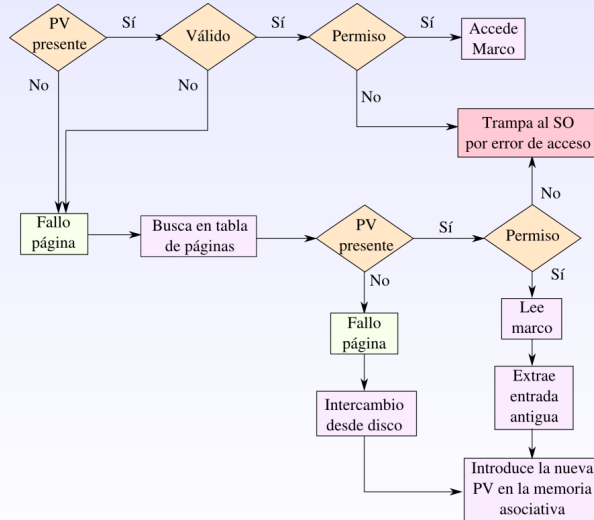 PV
presente
Sí
Válido
Sí
Permiso
Sí
Accede
Marco
No
No
No
Trampa al SO
por error de acceso
Fallo
página
Busca en tabla
de páginas
PV
presente
Sí
Permiso
No
Sí
No
Fallo
página
Lee
marco
Intercambio
desde disco
Extrae
entrada
antigua
Introduce la nueva
PV en la memoria
asociativa